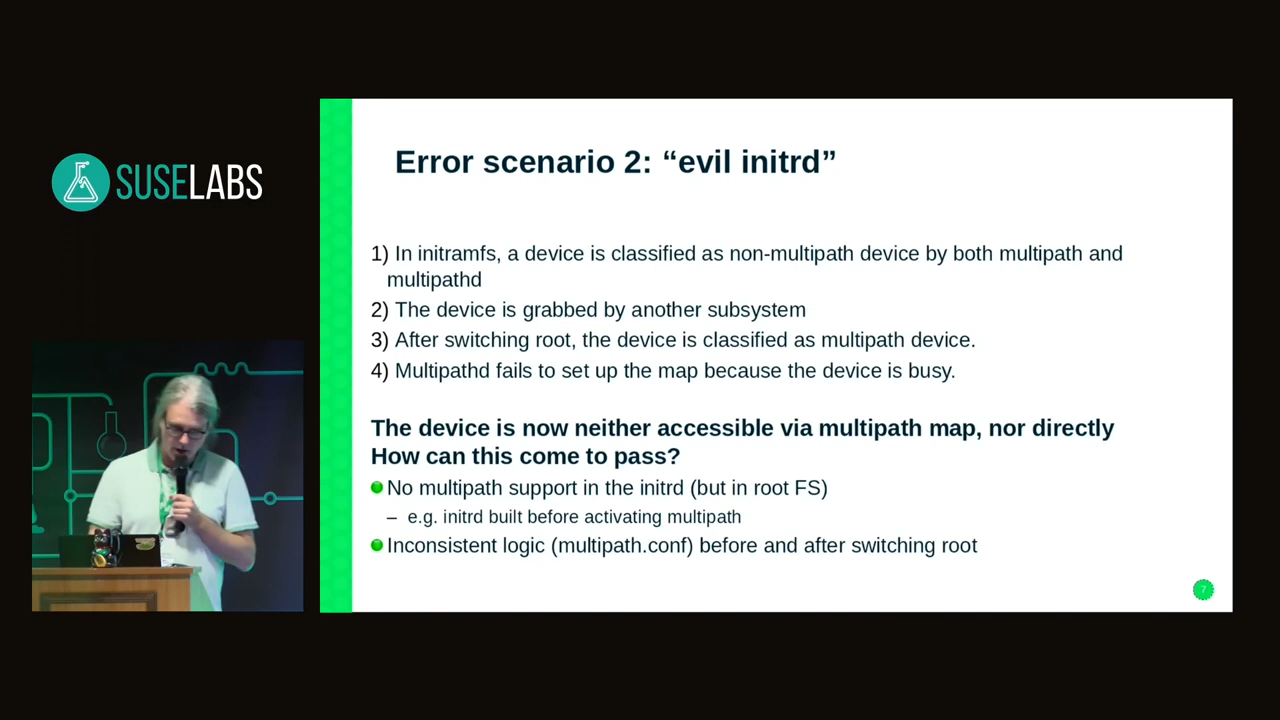 SUSELABS
Error scenario 2: “evil initrd”
1) In initramfs, a device is classified as non-multipath device by both multipath and
multipathd
2) The device is grabbed by another subsystem
3) After switching root, the device is classified as multipath device.
4) Multipathd fails to set up the map because the device is busy.
The device is now neither accessible via multipath map, nor directly
How can this come to pass?
No multipath support in the initrd (but in root FS)
– e.g. initrd built before activating multipath
Inconsistent logic (multipath.conf) before and after switching root
7